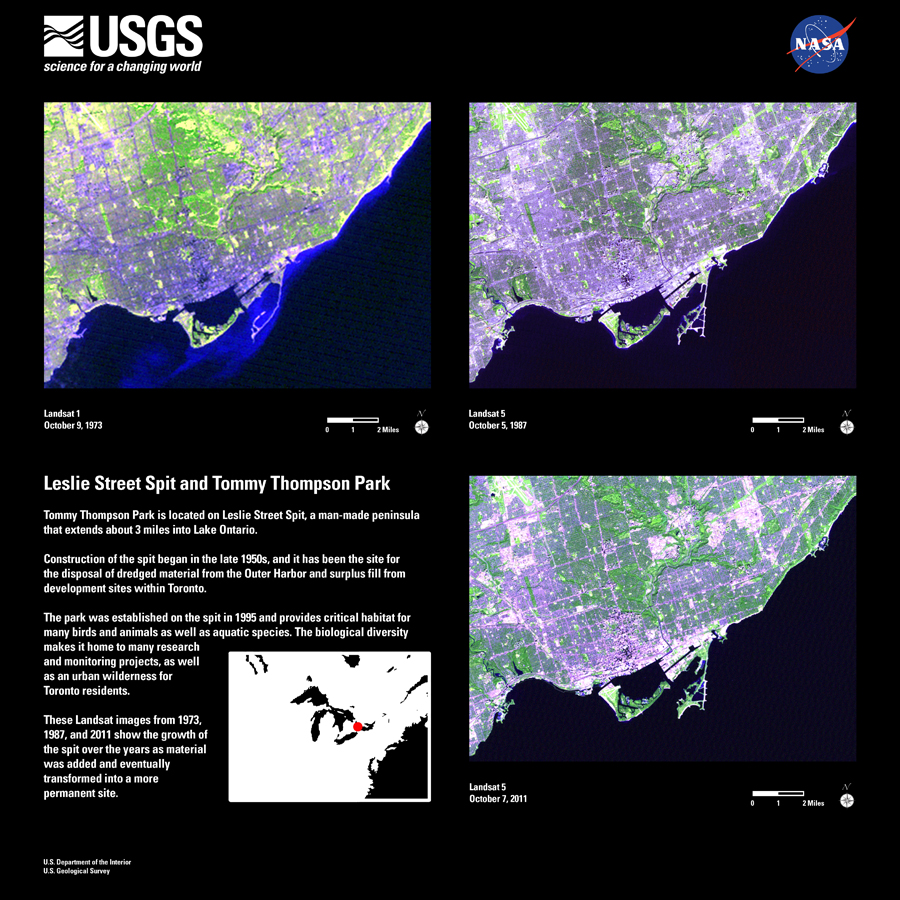 USGS
science for a changing world
NASA
Landsat 1
October 9, 1973
0 1 2 Miles
N
Landsat 5
October 5, 1987
0 1 2 Miles
N
Leslie Street Spit and Tommy Thompson Park
Tommy Thompson Park is located on Leslie Street Spit, a man-made peninsula
that extends about 3 miles into Lake Ontario.
Construction of the spit began in the late 1950s, and it has been the site for
the disposal of dredged material from the Outer Harbor and surplus fill from
development sites within Toronto.
The park was established on the spit in 1995 and provides critical habitat for
many birds and animals as well as aquatic species. The biological diversity
makes it home to many research
and monitoring projects, as well
as an urban wilderness for
Toronto residents.
These Landsat images from 1973,
1987, and 2011 show the growth of
the spit over the years as material
was added and eventually
transformed into a more
permanent site.
Landsat 5
October 7, 2011
0 1 2 Miles
N
U.S. Department of the Interior
U.S. Geological Survey